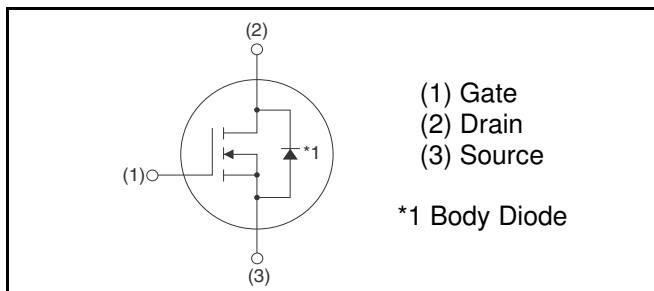 (2)
(1) Gate
(2) Drain
(3) Source
*1
(1)
*1 Body Diode
(3)